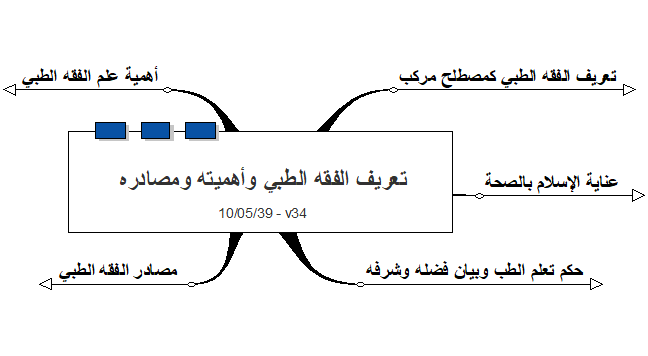 تعريف الفقه الطبي كمصطلح مركب
أهمية علم الفقه الطبي
تعريف الفقه الطبي وأهميته ومصادره
10/05/39 - v34
عناية الإسلام بالصحة
حكم تعلم الطب وبيان فضله وشرفه
مصادر الفقه الطبي